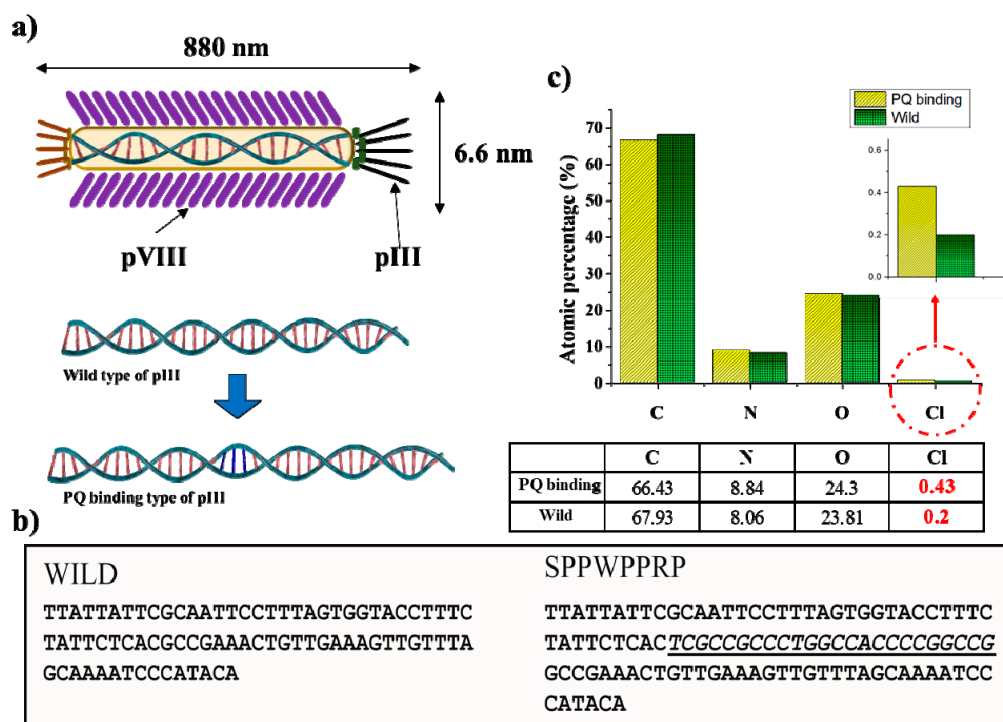 a)
880 nm
6.6 nm
pVIII
pIII
Wild type of pIII
PQ binding type of pIII
c)
PQ binding
Wild
Atomic percentage (%)
70
60
50
40
30
20
10
0
0.6
0.4
0.2
0.0
C N O Cl
C N O Cl
PQ binding 66.43 8.84 24.3 0.43
Wild 67.93 8.06 23.81 0.2
b)
WILD
TTATTATTCGCAATTCCTTTAGTGGTACCTTTC
TATTCTCACGCCGAAACTGTTGAAAGTTGTTTA
GCAAAATCCCATACA
SPPWPPRP
TTATTATTCGCAATTCCTTTAGTGGTACCTTTC
TATTCTCACTCGCCGCCCTGGCCACCCCGGCCG
GCCGAAACTGTTGAAAGTTGTTTAGCAAAATCC
CATACA